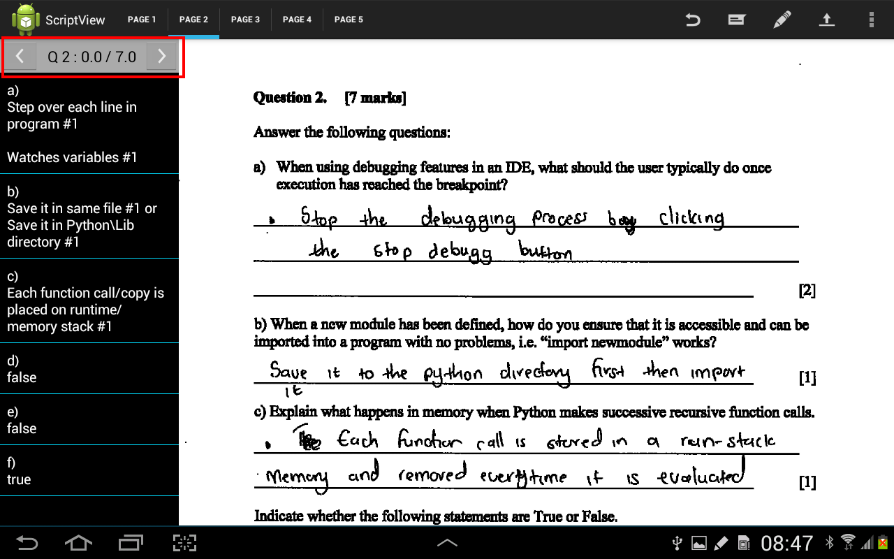 ScriptView PAGE 1 PAGE 2 PAGE 3 PAGE 4 PAGE 5
Q 2 : 0.0 / 7.0
a)
Step over each line in
program #1
Watches variables #1
b)
Save it in same file #1 or
Save it in Python\Lib
directory #1
c)
Each function call/copy is
placed on runtime/
memory stack #1
d)
false
e)
false
f)
true
Question 2. [7 marks]
Answer the following questions:
a) When using debugging features in an IDE, what should the user typically do once
execution has reached the breakpoint?
Stop the debugging process by clicking
the stop debugg button
[2]
b) When a new module has been defined, how do you ensure that it is accessible and can be
imported into a program with no problems, i.e. “import newmodule” works?
Save it to the python directory first then import
it
[1]
c) Explain what happens in memory when Python makes successive recursive function calls.
Each function call is stored in a run-stack
memory and removed everytime it is evaluated
[1]
Indicate whether the following statements are True or False.
08:47